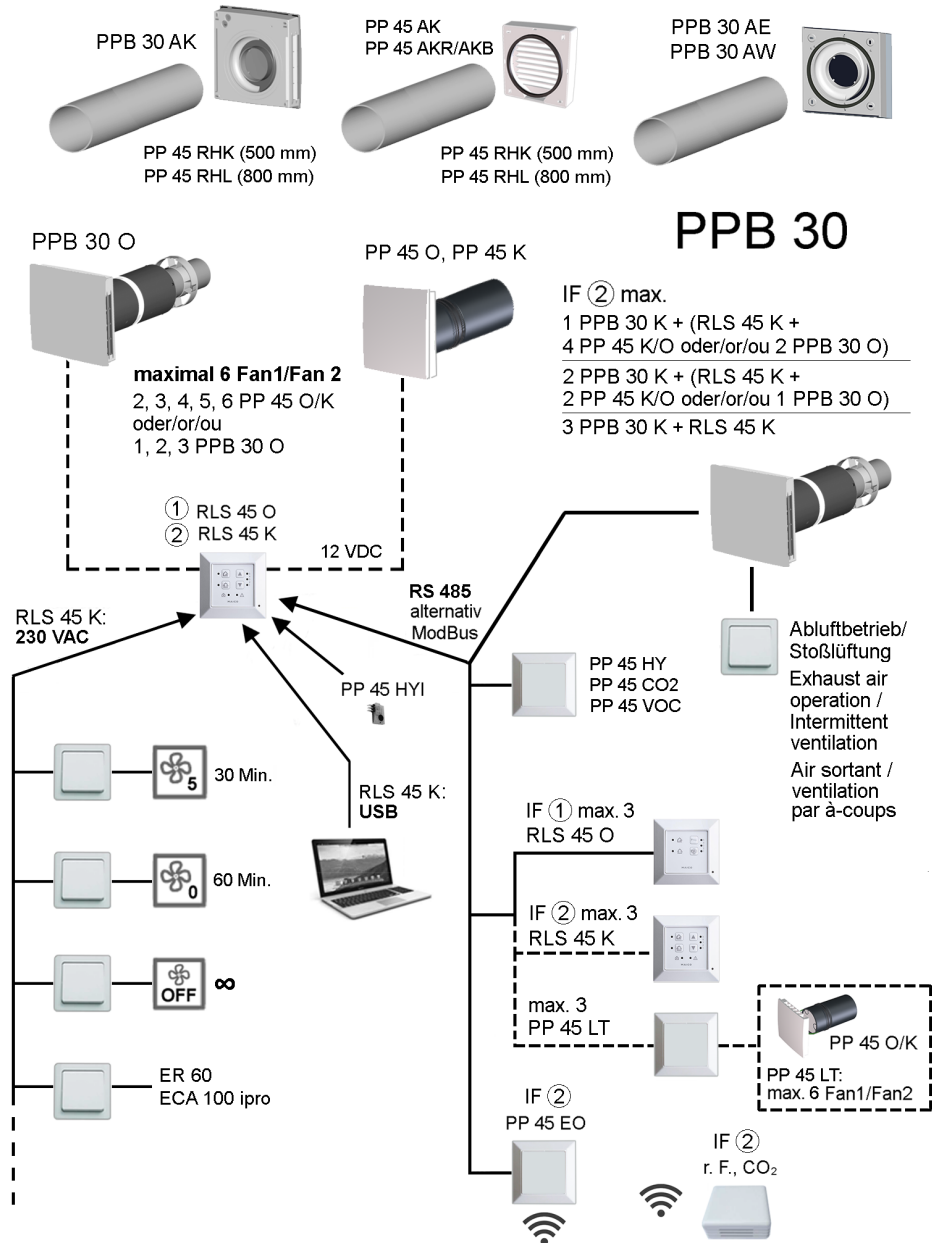 PPB 30 AK
PP 45 RHK (500 mm)
PP 45 RHL (800 mm)
PP 45 AK
PP 45 AKR/AKB
PP 45 RHK (500 mm)
PP 45 RHL (800 mm)
PPB 30 AE
PPB 30 AW
PPB 30
PPB 30 O
PP 45 O, PP 45 K
IF ② max.
1 PPB 30 K + (RLS 45 K +
4 PP 45 K/O oder/or/ou 2 PPB 30 O)
2 PPB 30 K + (RLS 45 K +
2 PP 45 K/O oder/or/ou 1 PPB 30 O)
3 PPB 30 K + RLS 45 K
maximal 6 Fan1/Fan 2
2, 3, 4, 5, 6 PP 45 O/K
oder/or/ou
1, 2, 3 PPB 30 O
① RLS 45 O
② RLS 45 K
12 VDC
RLS 45 K:
230 VAC
RS 485
alternativ
ModBus
PP 45 HYI
PP 45 HY
PP 45 CO2
PP 45 VOC
Abluftbetrieb/
Stoßlüftung
Exhaust air
operation /
Intermittent
ventilation
Air sortant /
ventilation
par à-coups
5
30 Min.
0
60 Min.
OFF
∞
ER 60
ECA 100 ipro
RLS 45 K:
USB
IF ① max. 3
RLS 45 O
IF ② max. 3
RLS 45 K
max. 3
PP 45 LT
PP 45 O/K
PP 45 LT:
max. 6 Fan1/Fan2
IF ②
PP 45 EO
IF ②
r. F., CO₂